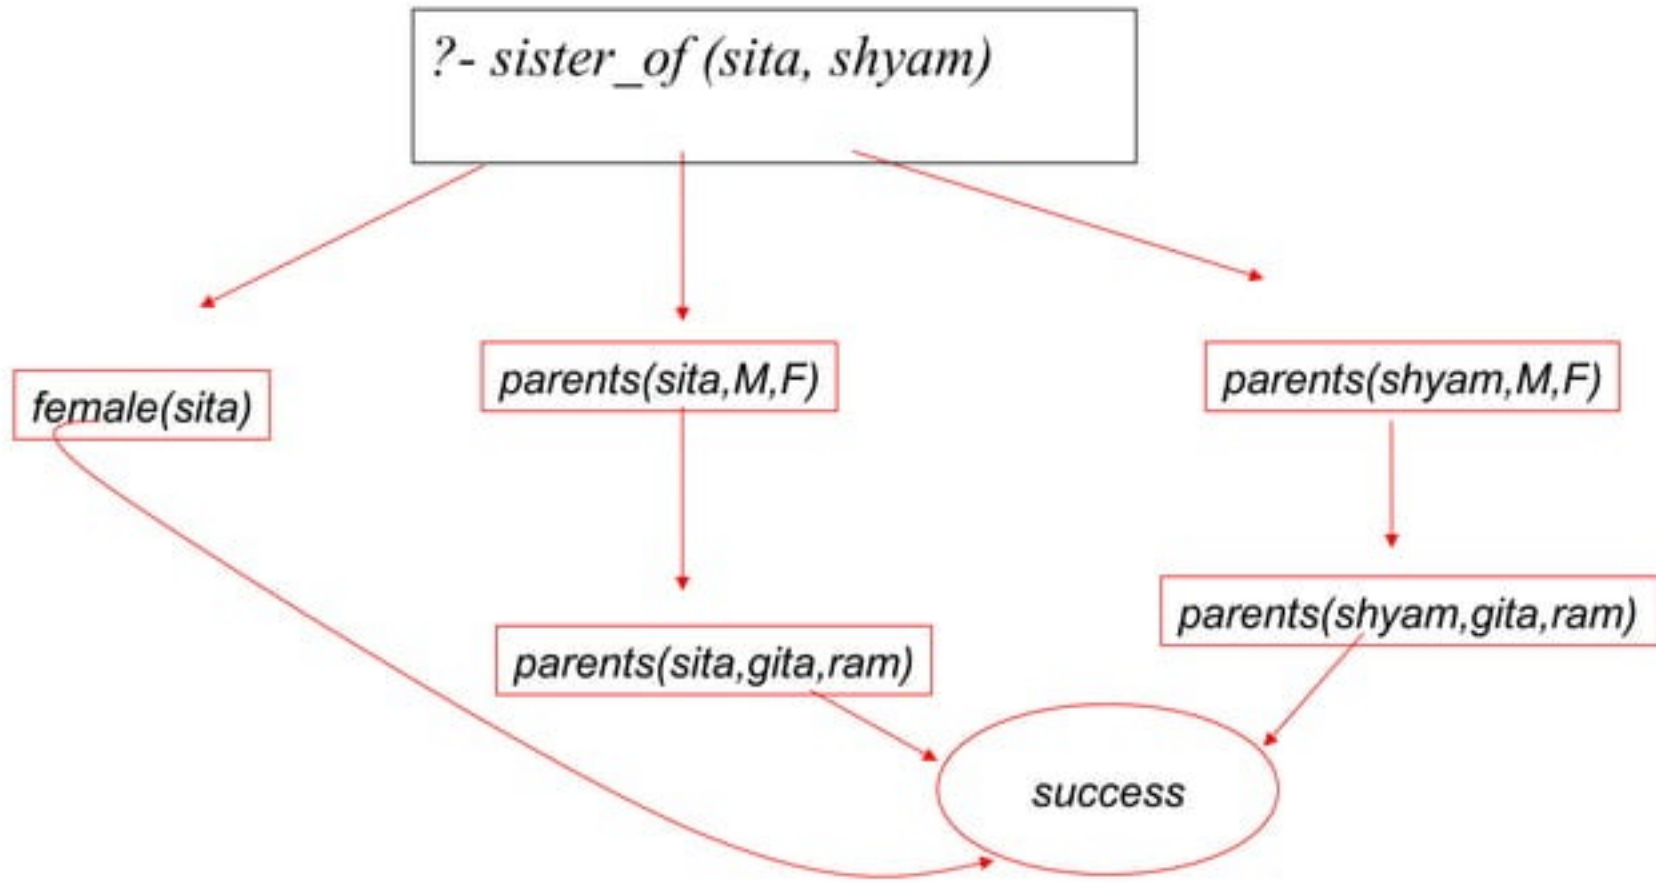 ?- sister_of (sita, shyam)
female(sita)
parents(sita,M,F)
parents(shyam,M,F)
parents(sita,gita,ram)
parents(shyam,gita,ram)
success